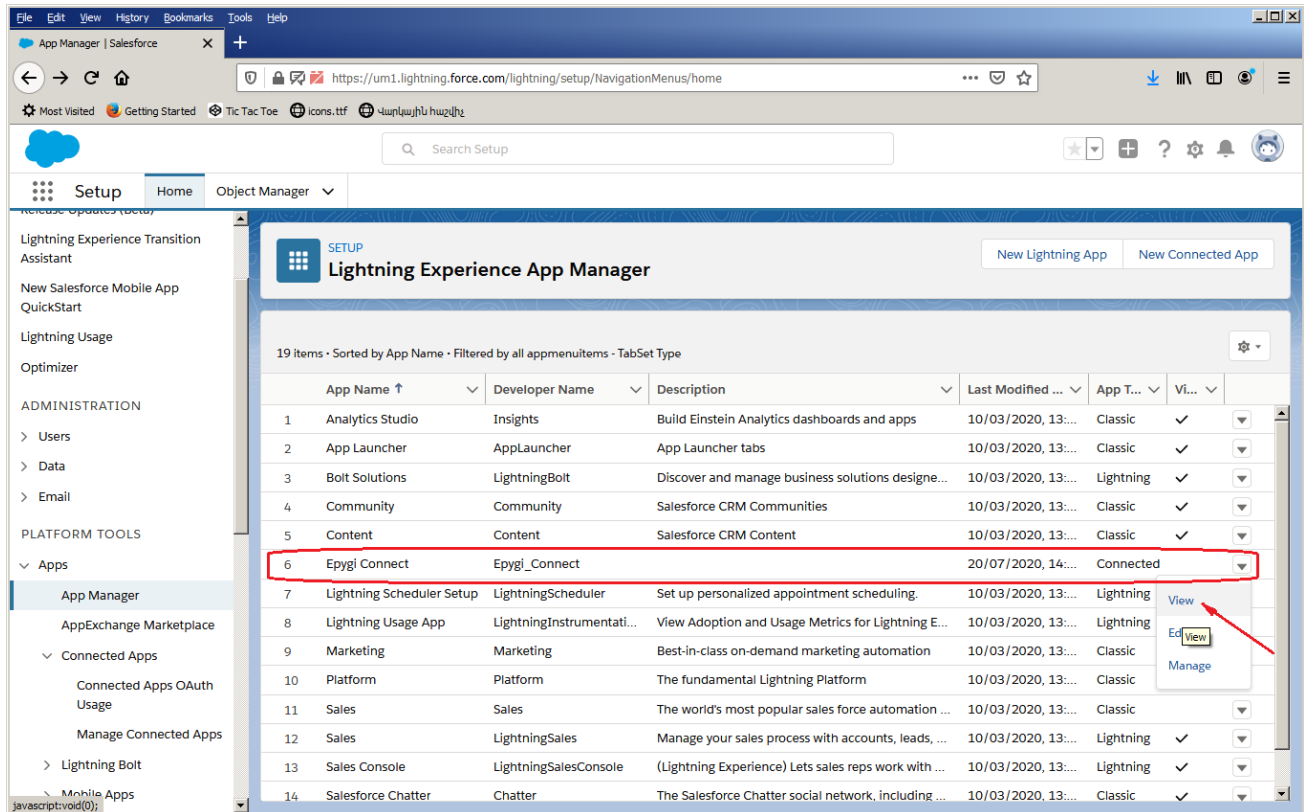 File Edit View History Bookmarks Tools Help
App Manager | Salesforce
https://um1.lightning.force.com/lightning/setup/NavigationMenus/home
Most Visited Getting Started Tic Tac Toe icons.ttf Վարկային հաշվիչ
Search Setup
Setup Home Object Manager
Release Updates (Beta)
Lightning Experience Transition
Assistant
New Salesforce Mobile App
QuickStart
Lightning Usage
Optimizer
ADMINISTRATION
Users
Data
Email
PLATFORM TOOLS
Apps
App Manager
AppExchange Marketplace
Connected Apps
Connected Apps OAuth
Usage
Manage Connected Apps
Lightning Bolt
Mobile Apps
javascript:void(0);
SETUP
Lightning Experience App Manager
New Lightning App New Connected App
19 items • Sorted by App Name • Filtered by all appmenuitems - TabSet Type
App Name Developer Name Description Last Modified ... App T... Vi...
1 Analytics Studio Insights Build Einstein Analytics dashboards and apps 10/03/2020, 13:... Classic
2 App Launcher AppLauncher App Launcher tabs 10/03/2020, 13:... Classic
3 Bolt Solutions LightningBolt Discover and manage business solutions designe... 10/03/2020, 13:... Lightning
4 Community Community Salesforce CRM Communities 10/03/2020, 13:... Classic
5 Content Content Salesforce CRM Content 10/03/2020, 13:... Classic
6 Epygi Connect Epygi_Connect 20/07/2020, 14:... Connected
7 Lightning Scheduler Setup LightningScheduler Set up personalized appointment scheduling. 10/03/2020, 13:... Lightning
8 Lightning Usage App LightningInstrumentati... View Adoption and Usage Metrics for Lightning E... 10/03/2020, 13:... Lightning
9 Marketing Marketing Best-in-class on-demand marketing automation 10/03/2020, 13:... Classic
10 Platform Platform The fundamental Lightning Platform 10/03/2020, 13:... Classic
11 Sales Sales The world's most popular sales force automation ... 10/03/2020, 13:... Classic
12 Sales LightningSales Manage your sales process with accounts, leads, ... 10/03/2020, 13:... Lightning
13 Sales Console LightningSalesConsole (Lightning Experience) Lets sales reps work with ... 10/03/2020, 13:... Lightning
14 Salesforce Chatter Chatter The Salesforce Chatter social network, including ... 10/03/2020, 13:... Classic
View
Ed
View
Manage